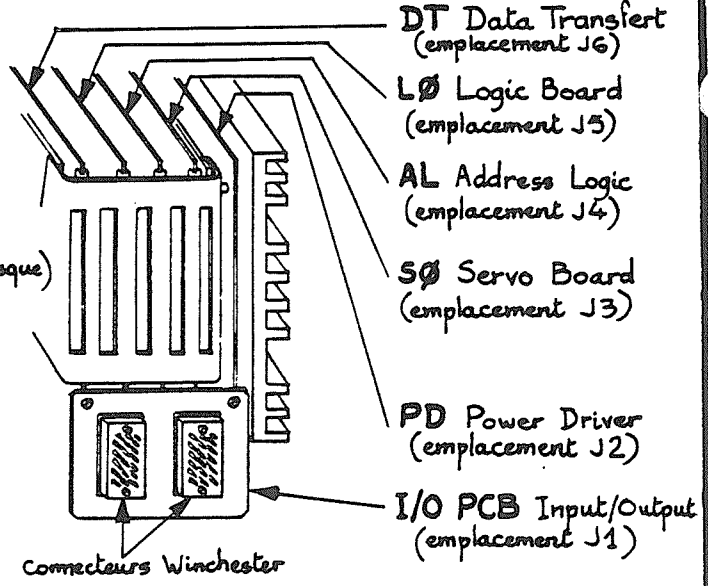 DT Data Transfert
(emplacement J6)
LØ Logic Board
(emplacement J5)
AL Address Logic
(emplacement J4)
sque)
SØ Servo Board
(emplacement J3)
PD Power Driver
(emplacement J2)
I/O PCB Input/Output
(emplacement J1)
Connecteurs Winchester